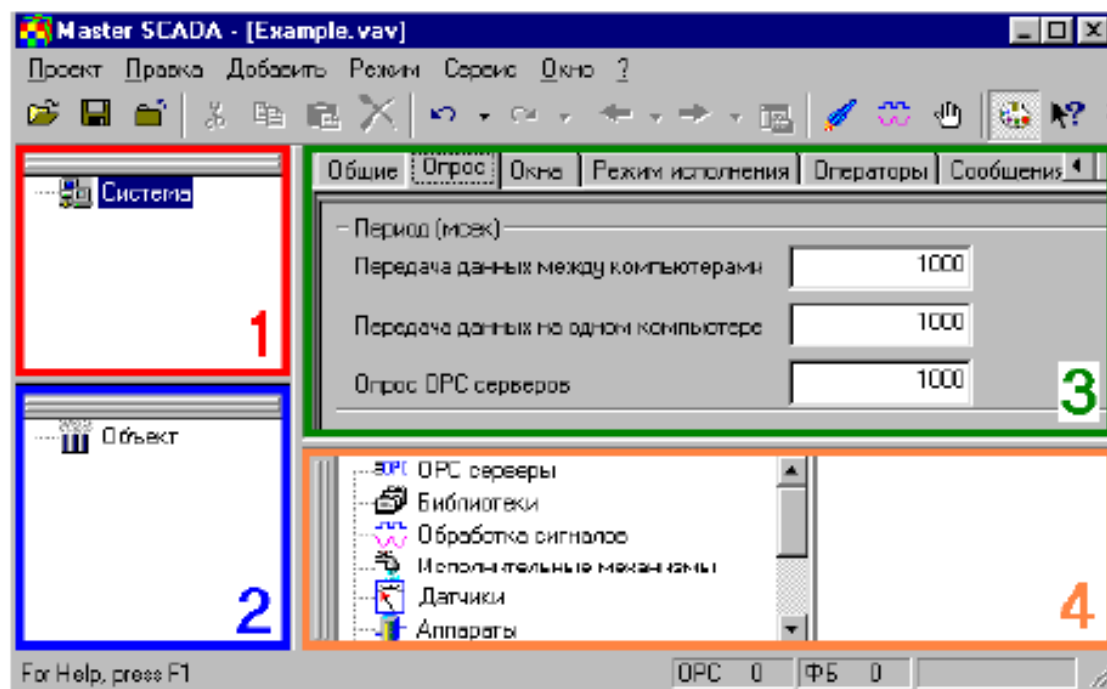 Master SCADA - [Example.vav]
Проект Правка Добавить Режим Сервис Окно ?
Система
1
Объект
2
Общие Опрос Окна Режим исполнения Операторы Сообщения
Период (мсек)
Передача данных между компьютерами 1000
Передача данных на одном компьютере 1000
Опрос OPC серверов 1000
3
OPC серверы
Библиотеки
Обработка сигналов
Исполнительные механизмы
Датчики
Аппараты
4
For Help, press F1
OPC 0 ФБ 0